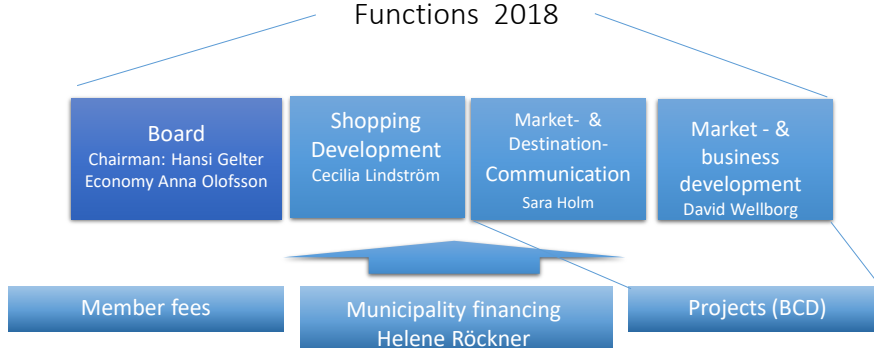 Functions 2018
Board
Chairman: Hansi Gelter
Economy Anna Olofsson
Shopping
Development
Cecilia Lindström
Market- &
Destination-
Communication
Sara Holm
Market - &
business
development
David Wellborg
Member fees
Municipality financing
Helene Röckner
Projects (BCD)